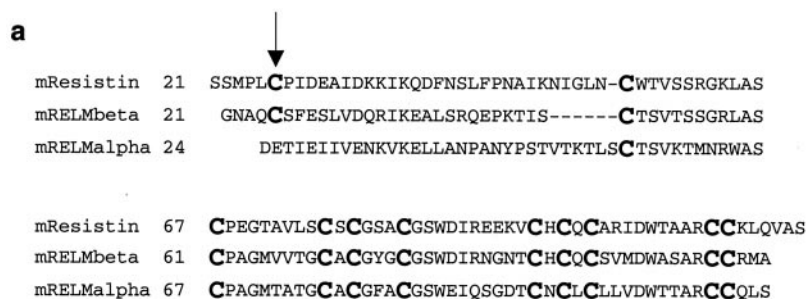 a
mResistin 21 SSMPLCPIDEAIDKKIKQDFNSLFPNAIKNIGLN-CWTVSSRGKLAS
mRELMbeta 21 GNAQCSFESLVDQRIKEALSRQEPKTIS------CTSVTSSGRLAS
mRELMalpha 24 DETIEIIVENKVKELLANPANYPSTVTKTLSCTSVKTMNRWAS
mResistin 67 CPEGTAVLSCSCGSACGSWDIREEKVCHCQCARIDWTAARCCKLQVAS
mRELMbeta 61 CPAGMVVTGCACGYGCGSWDIRNGNTCHCQCSVMDWASARCCRMA
mRELMalpha 67 CPAGMTATGCACGFACGSWEIQSGDTCNCLCLLVDWTTARCCQLS